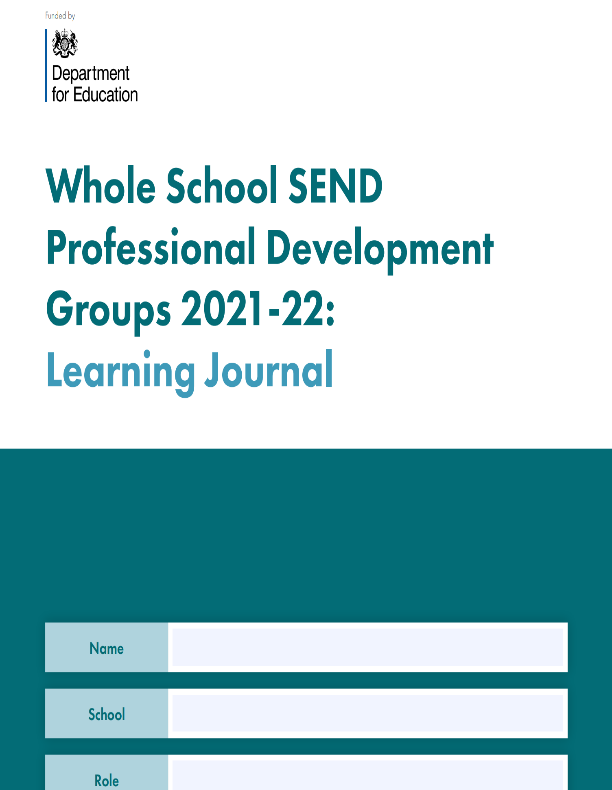 Funded by
Department
for Education
Whole School SEND
Professional Development
Groups 2021-22:
Learning Journal
Name
School
Role